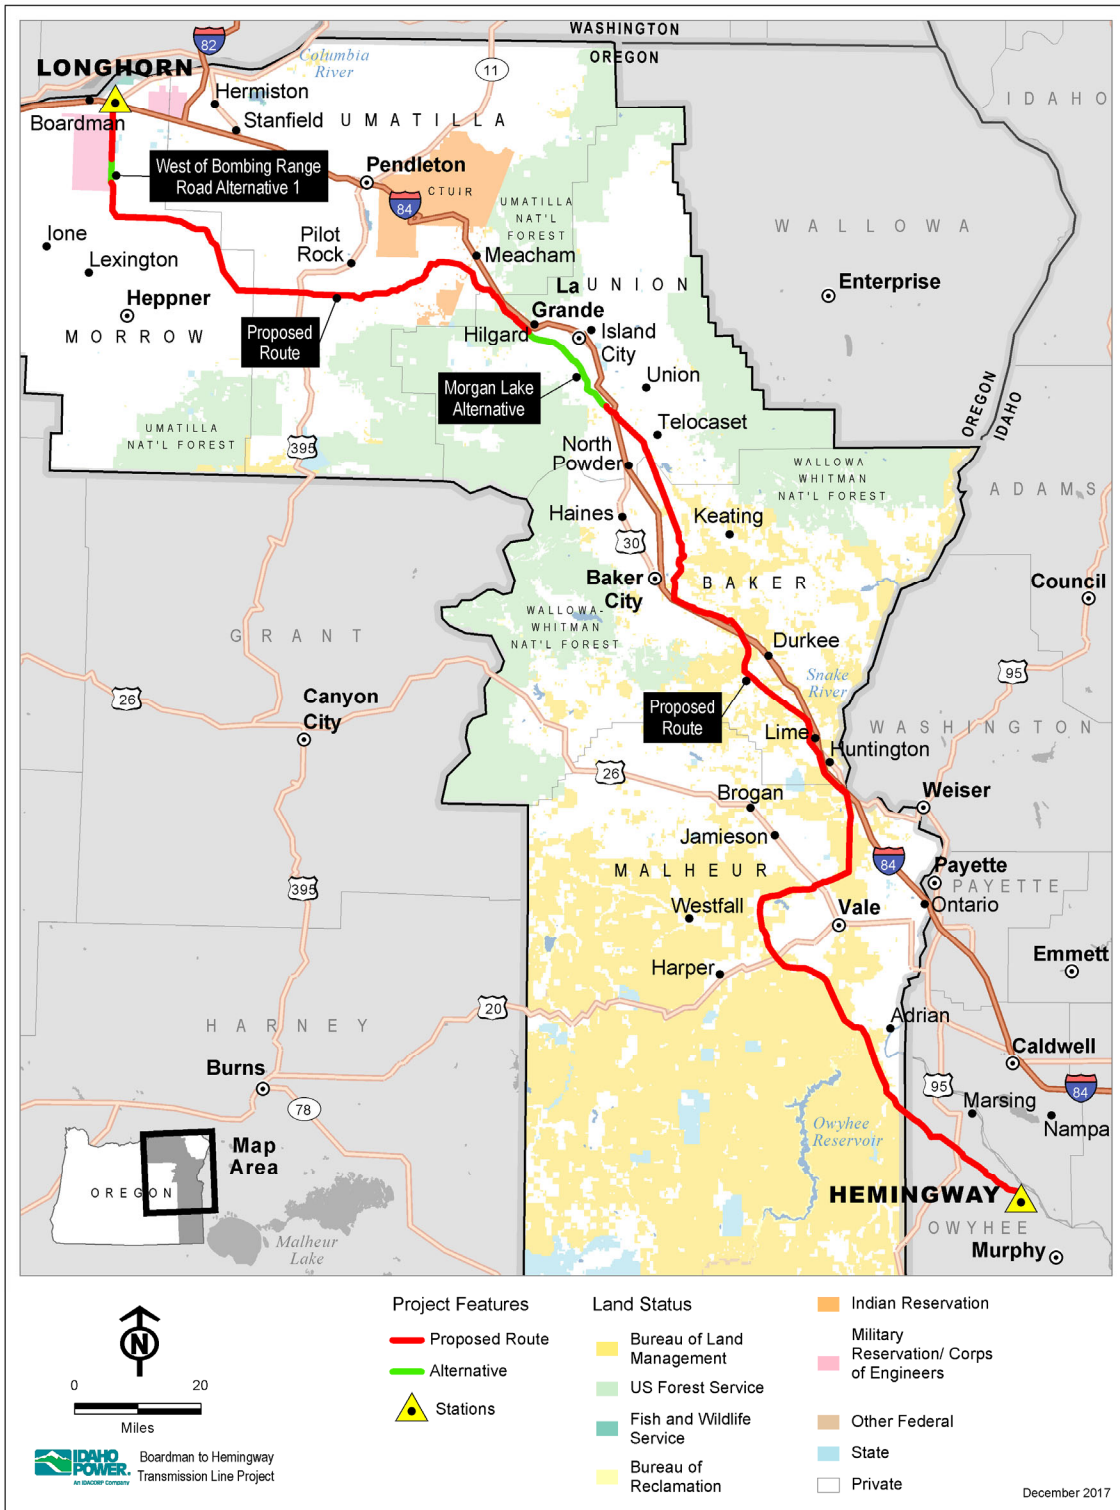 WASHINGTON
OREGON
82
Columbia
River
11
IDAHO
LONGHORN
Hermiston
Boardman
Stanfield
UMATILLA
West of Bombing Range
Road Alternative 1
Pendleton
CTUIR
84
UMATILLA
NAT'L
FOREST
WALLOWA
Ione
Pilot
Rock
Meacham
Lexington
La
Grande
UNION
Enterprise
Heppner
MORROW
Proposed
Route
Hilgard
Island
City
Morgan Lake
Alternative
Union
OREGON
IDAHO
UMATILLA
NAT'L FOREST
395
Telocaset
North
Powder
WALLOWA
WHITMAN
NAT'L FOREST
ADAMS
Haines
30
Keating
Baker
City
BAKER
Council
GRANT
WALLOWA-
WHITMAN
NAT'L FOREST
Durkee
Snake
River
95
26
Canyon
City
Proposed
Route
Lime
WASHINGTON
Huntington
26
Brogan
Weiser
Jamieson
MALHEUR
84
Payette
PAYETTE
395
Westfall
Vale
Ontario
Harper
Emmett
20
HARNEY
Adrian
Burns
Caldwell
95
84
78
Marsing
Nampa
Owyhee
Reservoir
Map
Area
OREGON
HEMINGWAY
OWYHEE
Malheur
Lake
Murphy
N
0 20
Miles
IDAHO
POWER.
An IDACORP Company
Boardman to Hemingway
Transmission Line Project
Project Features
Proposed Route
Alternative
Stations
Land Status
Bureau of Land
Management
US Forest Service
Fish and Wildlife
Service
Bureau of
Reclamation
Indian Reservation
Military
Reservation/ Corps
of Engineers
Other Federal
State
Private
December 2017